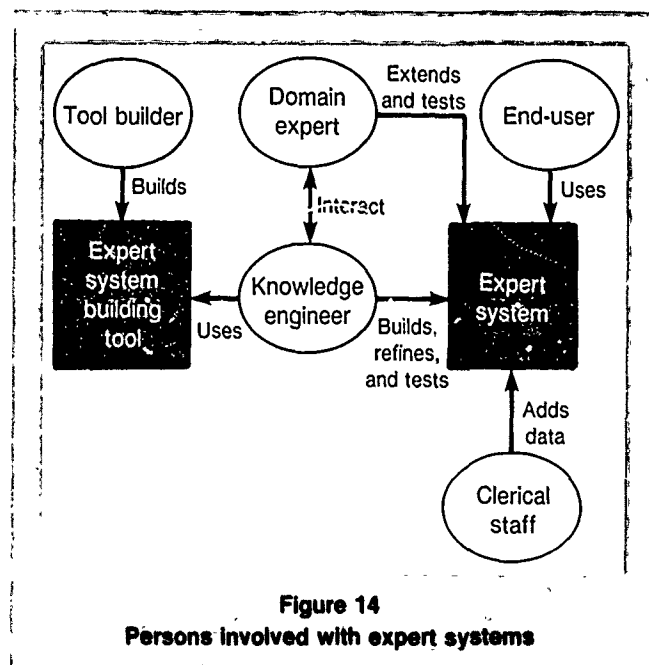 Tool builder
Domain
expert
Extends
and tests
End-user
Builds
Interact
Uses
Expert
system
building
tool
Uses
Knowledge
engineer
Builds,
refines,
and tests
Expert
system
Adds
data
Clerical
staff
Figure 14
Persons involved with expert systems